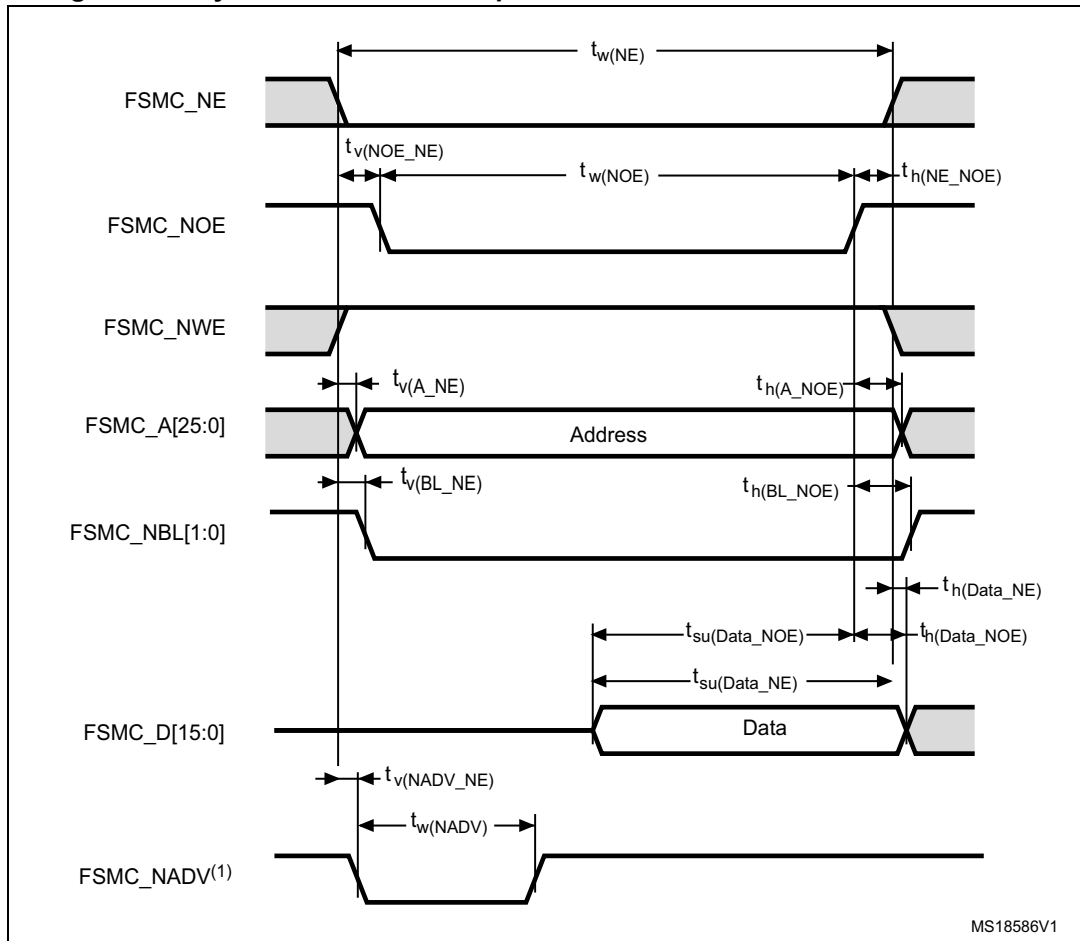 tw(NE)
FSMC_NE
tv(NOE_NE)
tw(NOE)
th(NE_NOE)
FSMC_NOE
FSMC_NWE
tv(A_NE)
th(A_NOE)
FSMC_A[25:0]
Address
tv(BL_NE)
th(BL_NOE)
FSMC_NBL[1:0]
th(Data_NE)
tsu(Data_NOE)
th(Data_NOE)
tsu(Data_NE)
FSMC_D[15:0]
Data
tv(NADV_NE)
tw(NADV)
FSMC_NADV(1)
MS18586V1